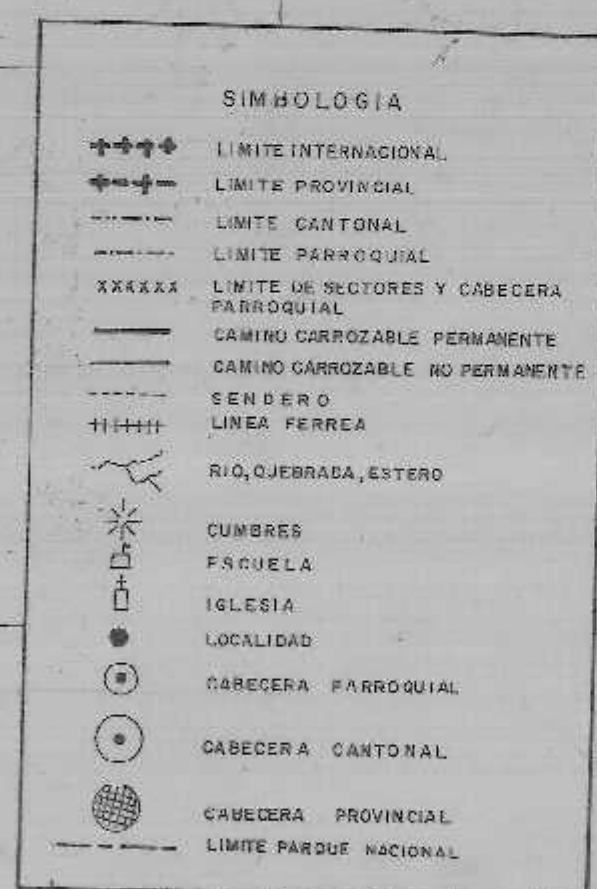 SIMBOLOGIA
LIMITE INTERNACIONAL
LIMITE PROVINCIAL
LIMITE CANTONAL
LIMITE PARROQUIAL
XXXXXX LIMITE DE SECTORES Y CABECERA
PARROQUIAL
CAMINO CARROZABLE PERMANENTE
CAMINO CARROZABLE NO PERMANENTE
SENDERO
LINEA FERREA
RIO, QUEBRADA, ESTERO
CUMBRES
ESCUELA
IGLESIA
LOCALIDAD
CABECERA PARROQUIAL
CABECERA CANTONAL
CABECERA PROVINCIAL
LIMITE PARQUE NACIONAL